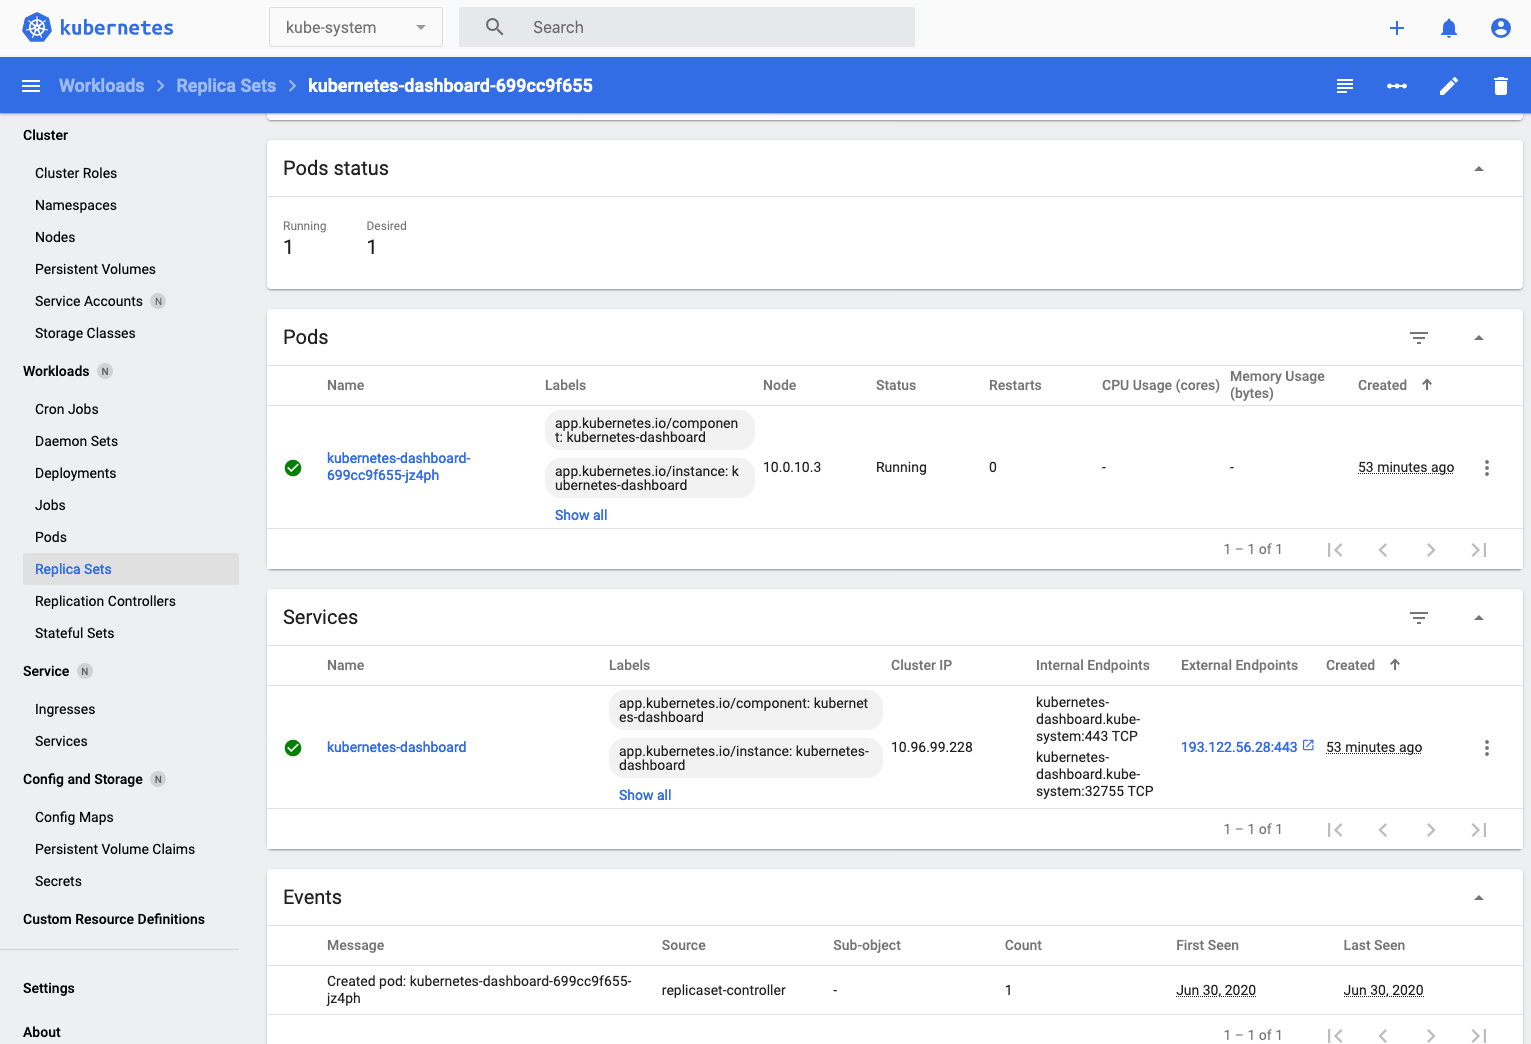 kubernetes
kube-system
Search
Workloads
Replica Sets
kubernetes-dashboard-699cc9f655
Cluster
Cluster Roles
Namespaces
Nodes
Persistent Volumes
Service Accounts N
Storage Classes
Workloads N
Cron Jobs
Daemon Sets
Deployments
Jobs
Pods
Replica Sets
Replication Controllers
Stateful Sets
Service N
Ingresses
Services
Config and Storage N
Config Maps
Persistent Volume Claims
Secrets
Custom Resource Definitions
Settings
About
Pods status
Running
1
Desired
1
Pods
Name
Labels
Node
Status
Restarts
CPU Usage (cores)
Memory Usage
(bytes)
Created
kubernetes-dashboard-
699cc9f655-jz4ph
app.kubernetes.io/componen
t: kubernetes-dashboard
app.kubernetes.io/instance: k
ubernetes-dashboard
Show all
10.0.10.3
Running
0
-
-
53 minutes ago
1 – 1 of 1
Services
Name
Labels
Cluster IP
Internal Endpoints
External Endpoints
Created
kubernetes-dashboard
app.kubernetes.io/component: kubernet
es-dashboard
app.kubernetes.io/instance: kubernetes-
dashboard
Show all
10.96.99.228
kubernetes-
dashboard.kube-
system:443 TCP
kubernetes-
dashboard.kube-
system:32755 TCP
193.122.56.28:443
53 minutes ago
1 – 1 of 1
Events
Message
Source
Sub-object
Count
First Seen
Last Seen
Created pod: kubernetes-dashboard-699cc9f655-
jz4ph
replicaset-controller
-
1
Jun 30, 2020
Jun 30, 2020
1 – 1 of 1